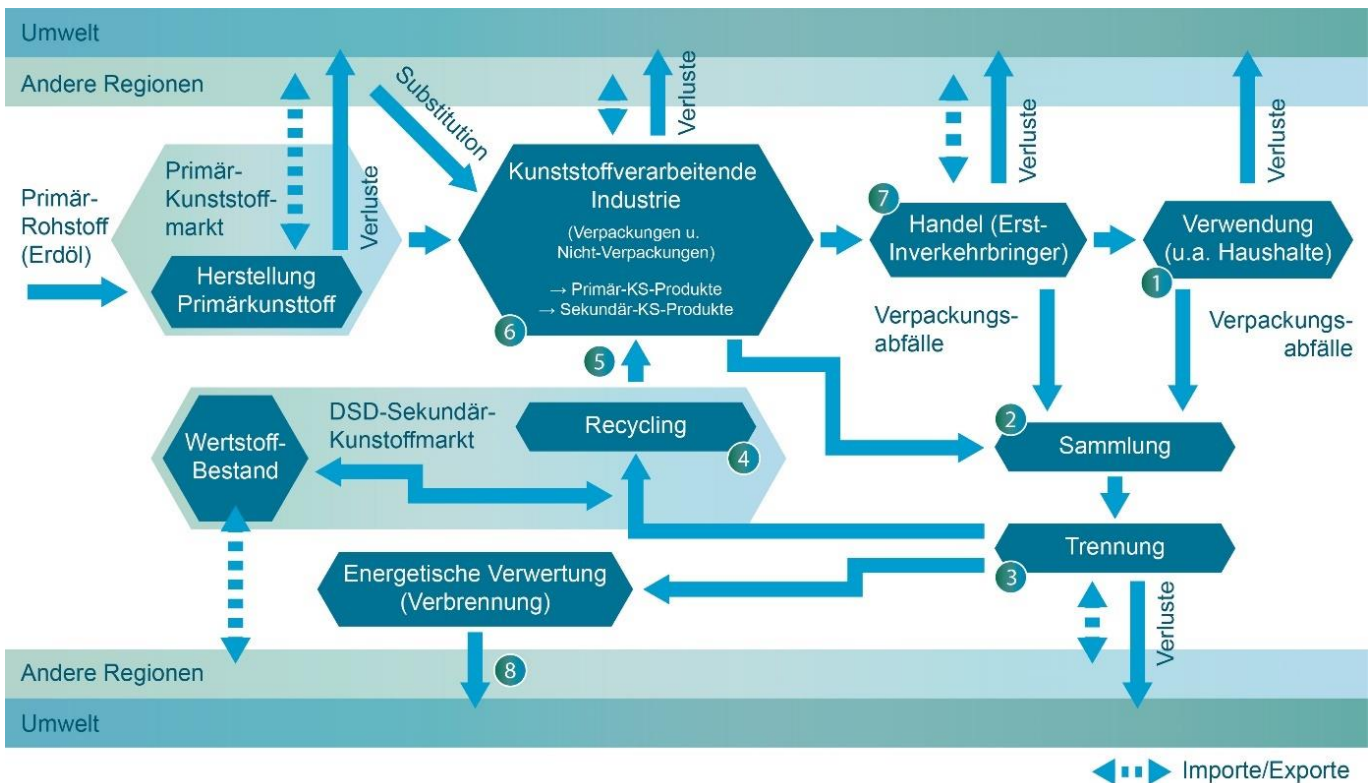 Umwelt
Andere Regionen
Substitution
Verluste
Verluste
Verluste
Verluste
Primär-
Rohstoff
(Erdöl)
Primär-
Kunststoff-
markt
Herstellung
Primärkunsttoff
Kunststoffverarbeitende
Industrie
(Verpackungen u.
Nicht-Verpackungen)
→ Primär-KS-Produkte
→ Sekundär-KS-Produkte
6
7
Handel (Erst-
Inverkehrbringer)
Verwendung
(u.a. Haushalte)
1
Verpackungs-
abfälle
Verpackungs-
abfälle
5
Wertstoff-
Bestand
DSD-Sekundär-
Kunstoffmarkt
Recycling
4
2
Sammlung
Trennung
3
Energetische Verwertung
(Verbrennung)
Verluste
8
Andere Regionen
Umwelt
Importe/Exporte